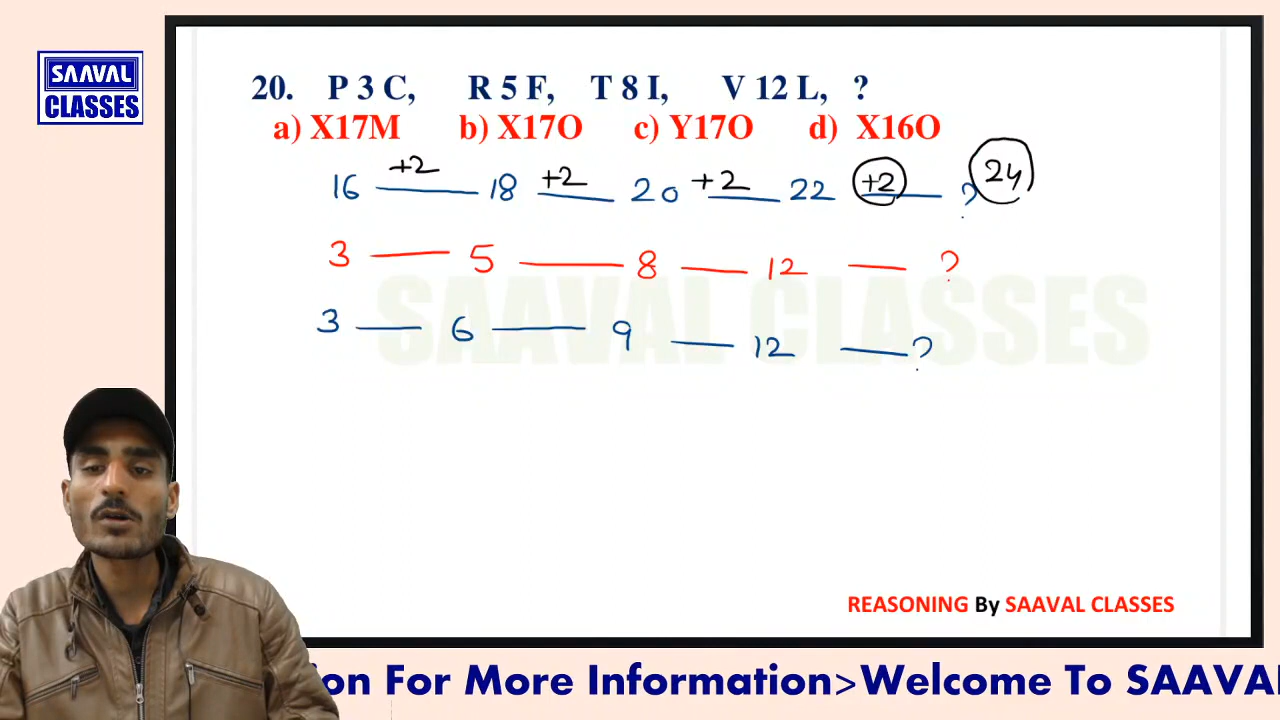 SAAVAL
CLASSES
20. P 3 C, R 5 F, T 8 I, V 12 L, ?
a) X17M b) X17O c) Y17O d) X16O
16 +2 18 +2 20 +2 22 +2 ? 24
3 5 8 12 ?
3 6 9 12 ?
SAAVAL CLASSES
REASONING By SAAVAL CLASSES
ion For More Information>Welcome To SAAVA